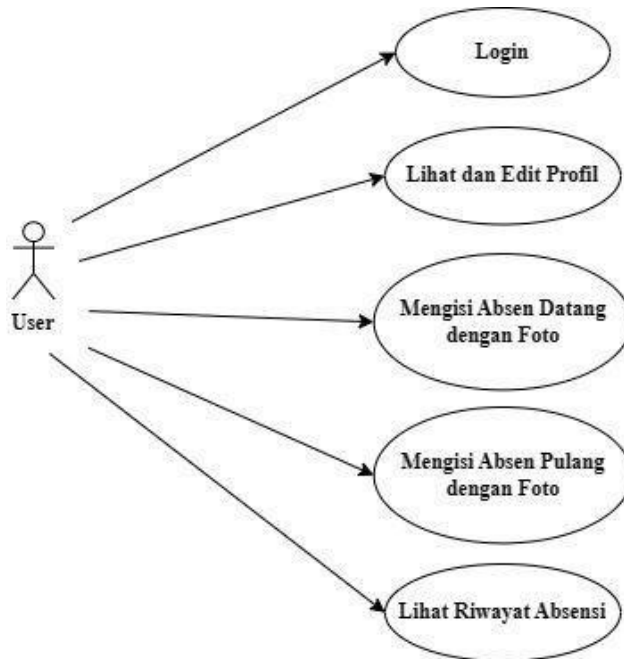 Login
Lihat dan Edit Profil
User
Mengisi Absen Datang
dengan Foto
Mengisi Absen Pulang
dengan Foto
Lihat Riwayat Absensi